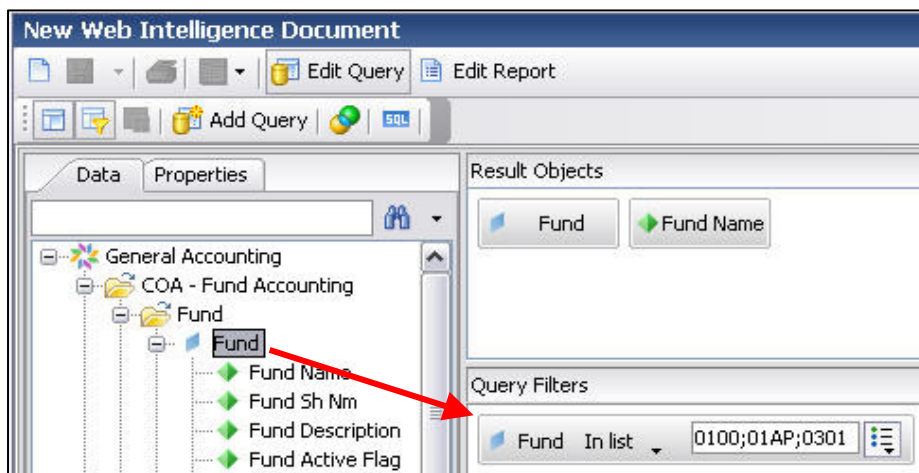 New Web Intelligence Document
Edit Query Edit Report
Add Query SQL
Data Properties
General Accounting
COA - Fund Accounting
Fund
Fund
Fund Name
Fund Sh Nm
Fund Description
Fund Active Flag
Result Objects
Fund Fund Name
Query Filters
Fund In list 0100;01AP;0301